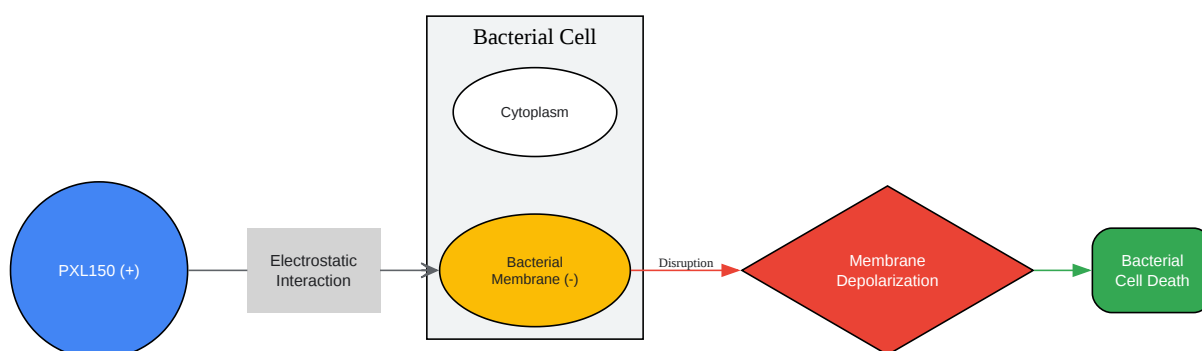 Bacterial Cell
Cytoplasm
PXL150 (+)
Electrostatic
Interaction
Bacterial
Membrane (-)
Disruption
Membrane
Depolarization
Bacterial
Cell Death